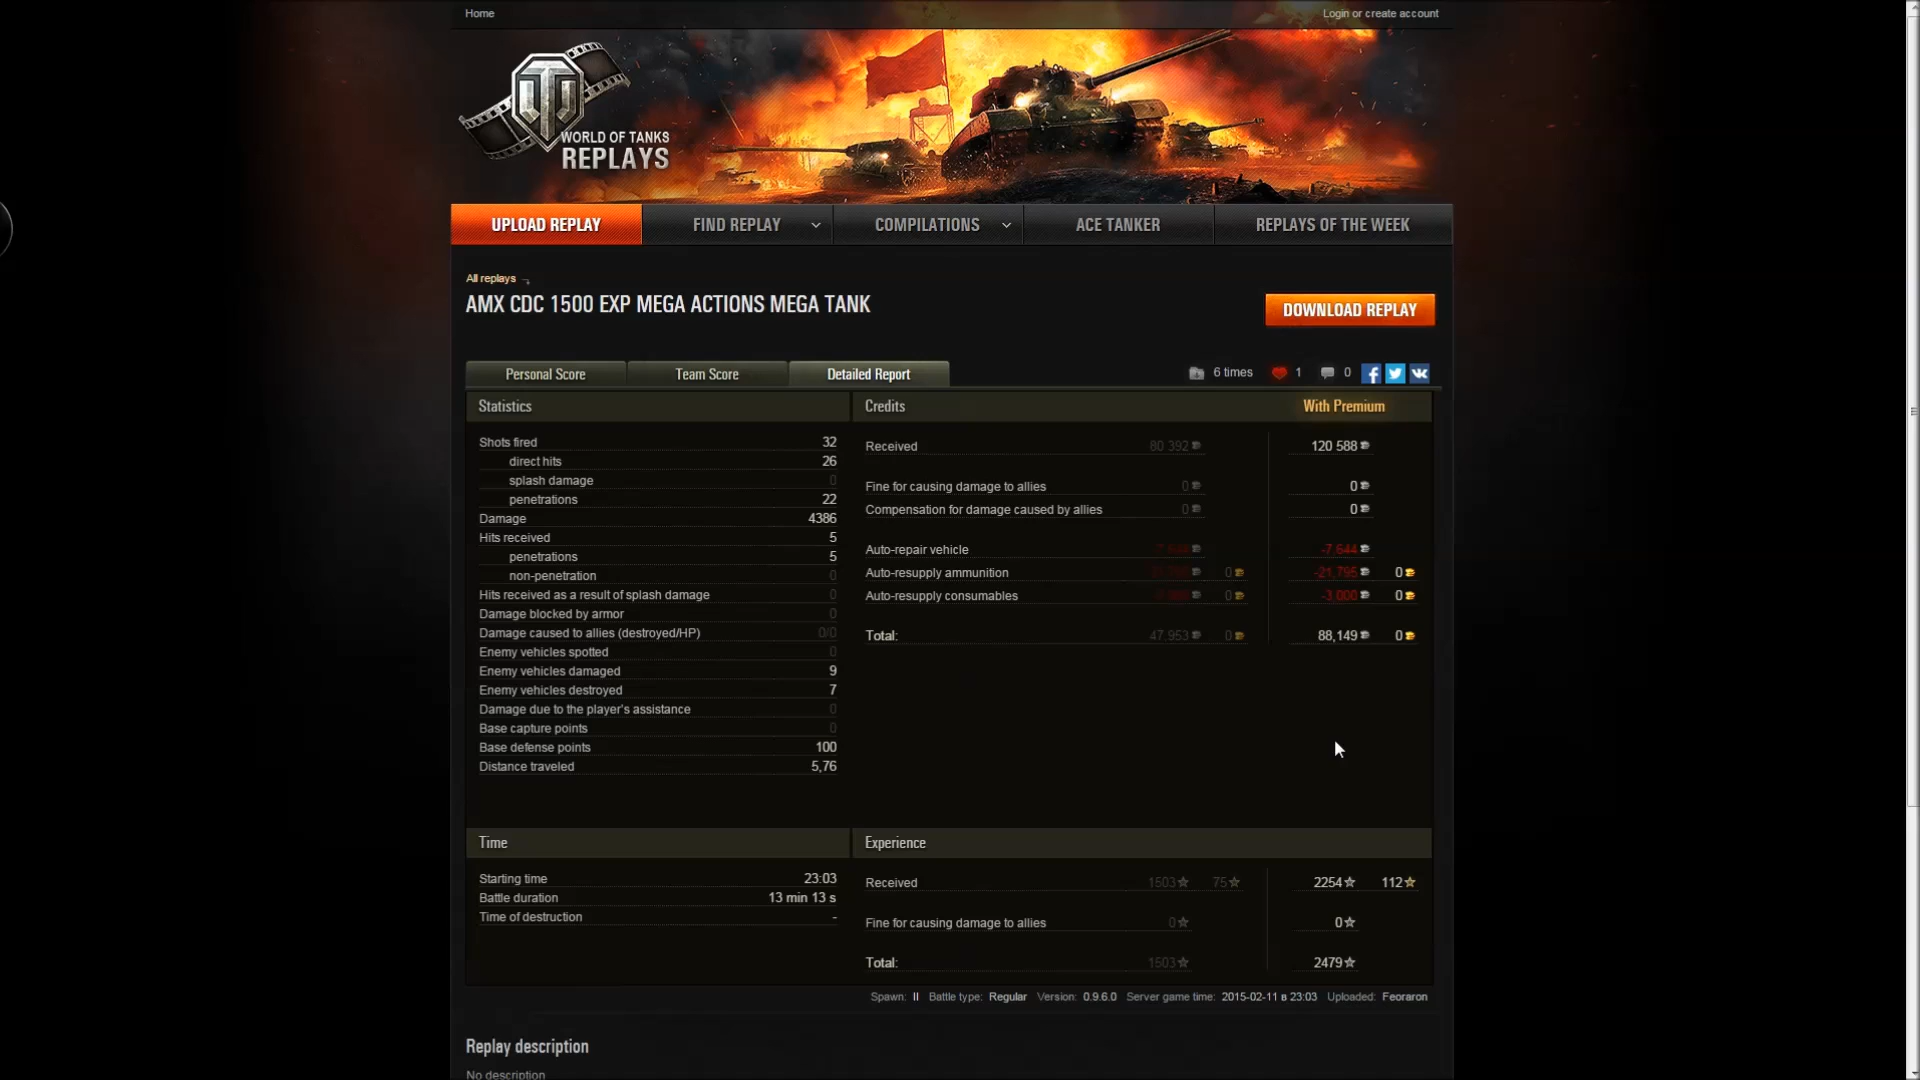 Home
Login or create account
WORLD OF TANKS
REPLAYS
UPLOAD REPLAY
FIND REPLAY
COMPILATIONS
ACE TANKER
REPLAYS OF THE WEEK
All replays
AMX CDC 1500 EXP MEGA ACTIONS MEGA TANK
DOWNLOAD REPLAY
Personal Score
Team Score
Detailed Report
6 times
1
0
Statistics
Credits
With Premium
Shots fired 32
direct hits 26
splash damage 0
penetrations 22
Damage 4386
Hits received 5
penetrations 5
non-penetration 0
Hits received as a result of splash damage 0
Damage blocked by armor 0
Damage caused to allies (destroyed/HP) 0/0
Enemy vehicles spotted 0
Enemy vehicles damaged 9
Enemy vehicles destroyed 7
Damage due to the player's assistance 0
Base capture points 0
Base defense points 100
Distance traveled 5,76
Received 80 392 120 588
Fine for causing damage to allies 0 0
Compensation for damage caused by allies 0 0
Auto-repair vehicle -7,644
Auto-resupply ammunition 0 -21,795 0
Auto-resupply consumables 0 -3 000 0
Total: 47,953 0 88,149 0
Time
Experience
Starting time 23:03
Battle duration 13 min 13 s
Time of destruction -
Received 1503 75 2254 112
Fine for causing damage to allies 0 0
Total: 1503 2479
Spawn: II Battle type: Regular Version: 0.9.6.0 Server game time: 2015-02-11 в 23:03 Uploaded: Feoraron
Replay description
No description